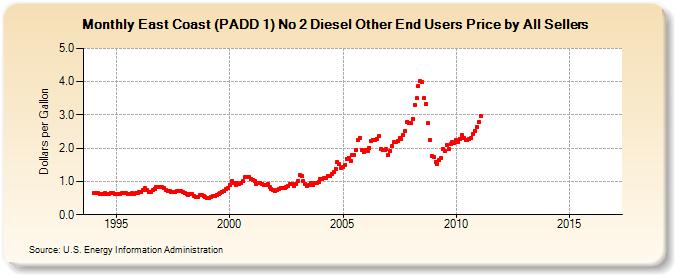 Monthly East Coast (PADD 1) No 2 Diesel Other End Users Price by All Sellers
Dollars per Gallon
5.0
4.0
3.0
2.0
1.0
0.0
1995 2000 2005 2010 2015
Source: U.S. Energy Information Administration